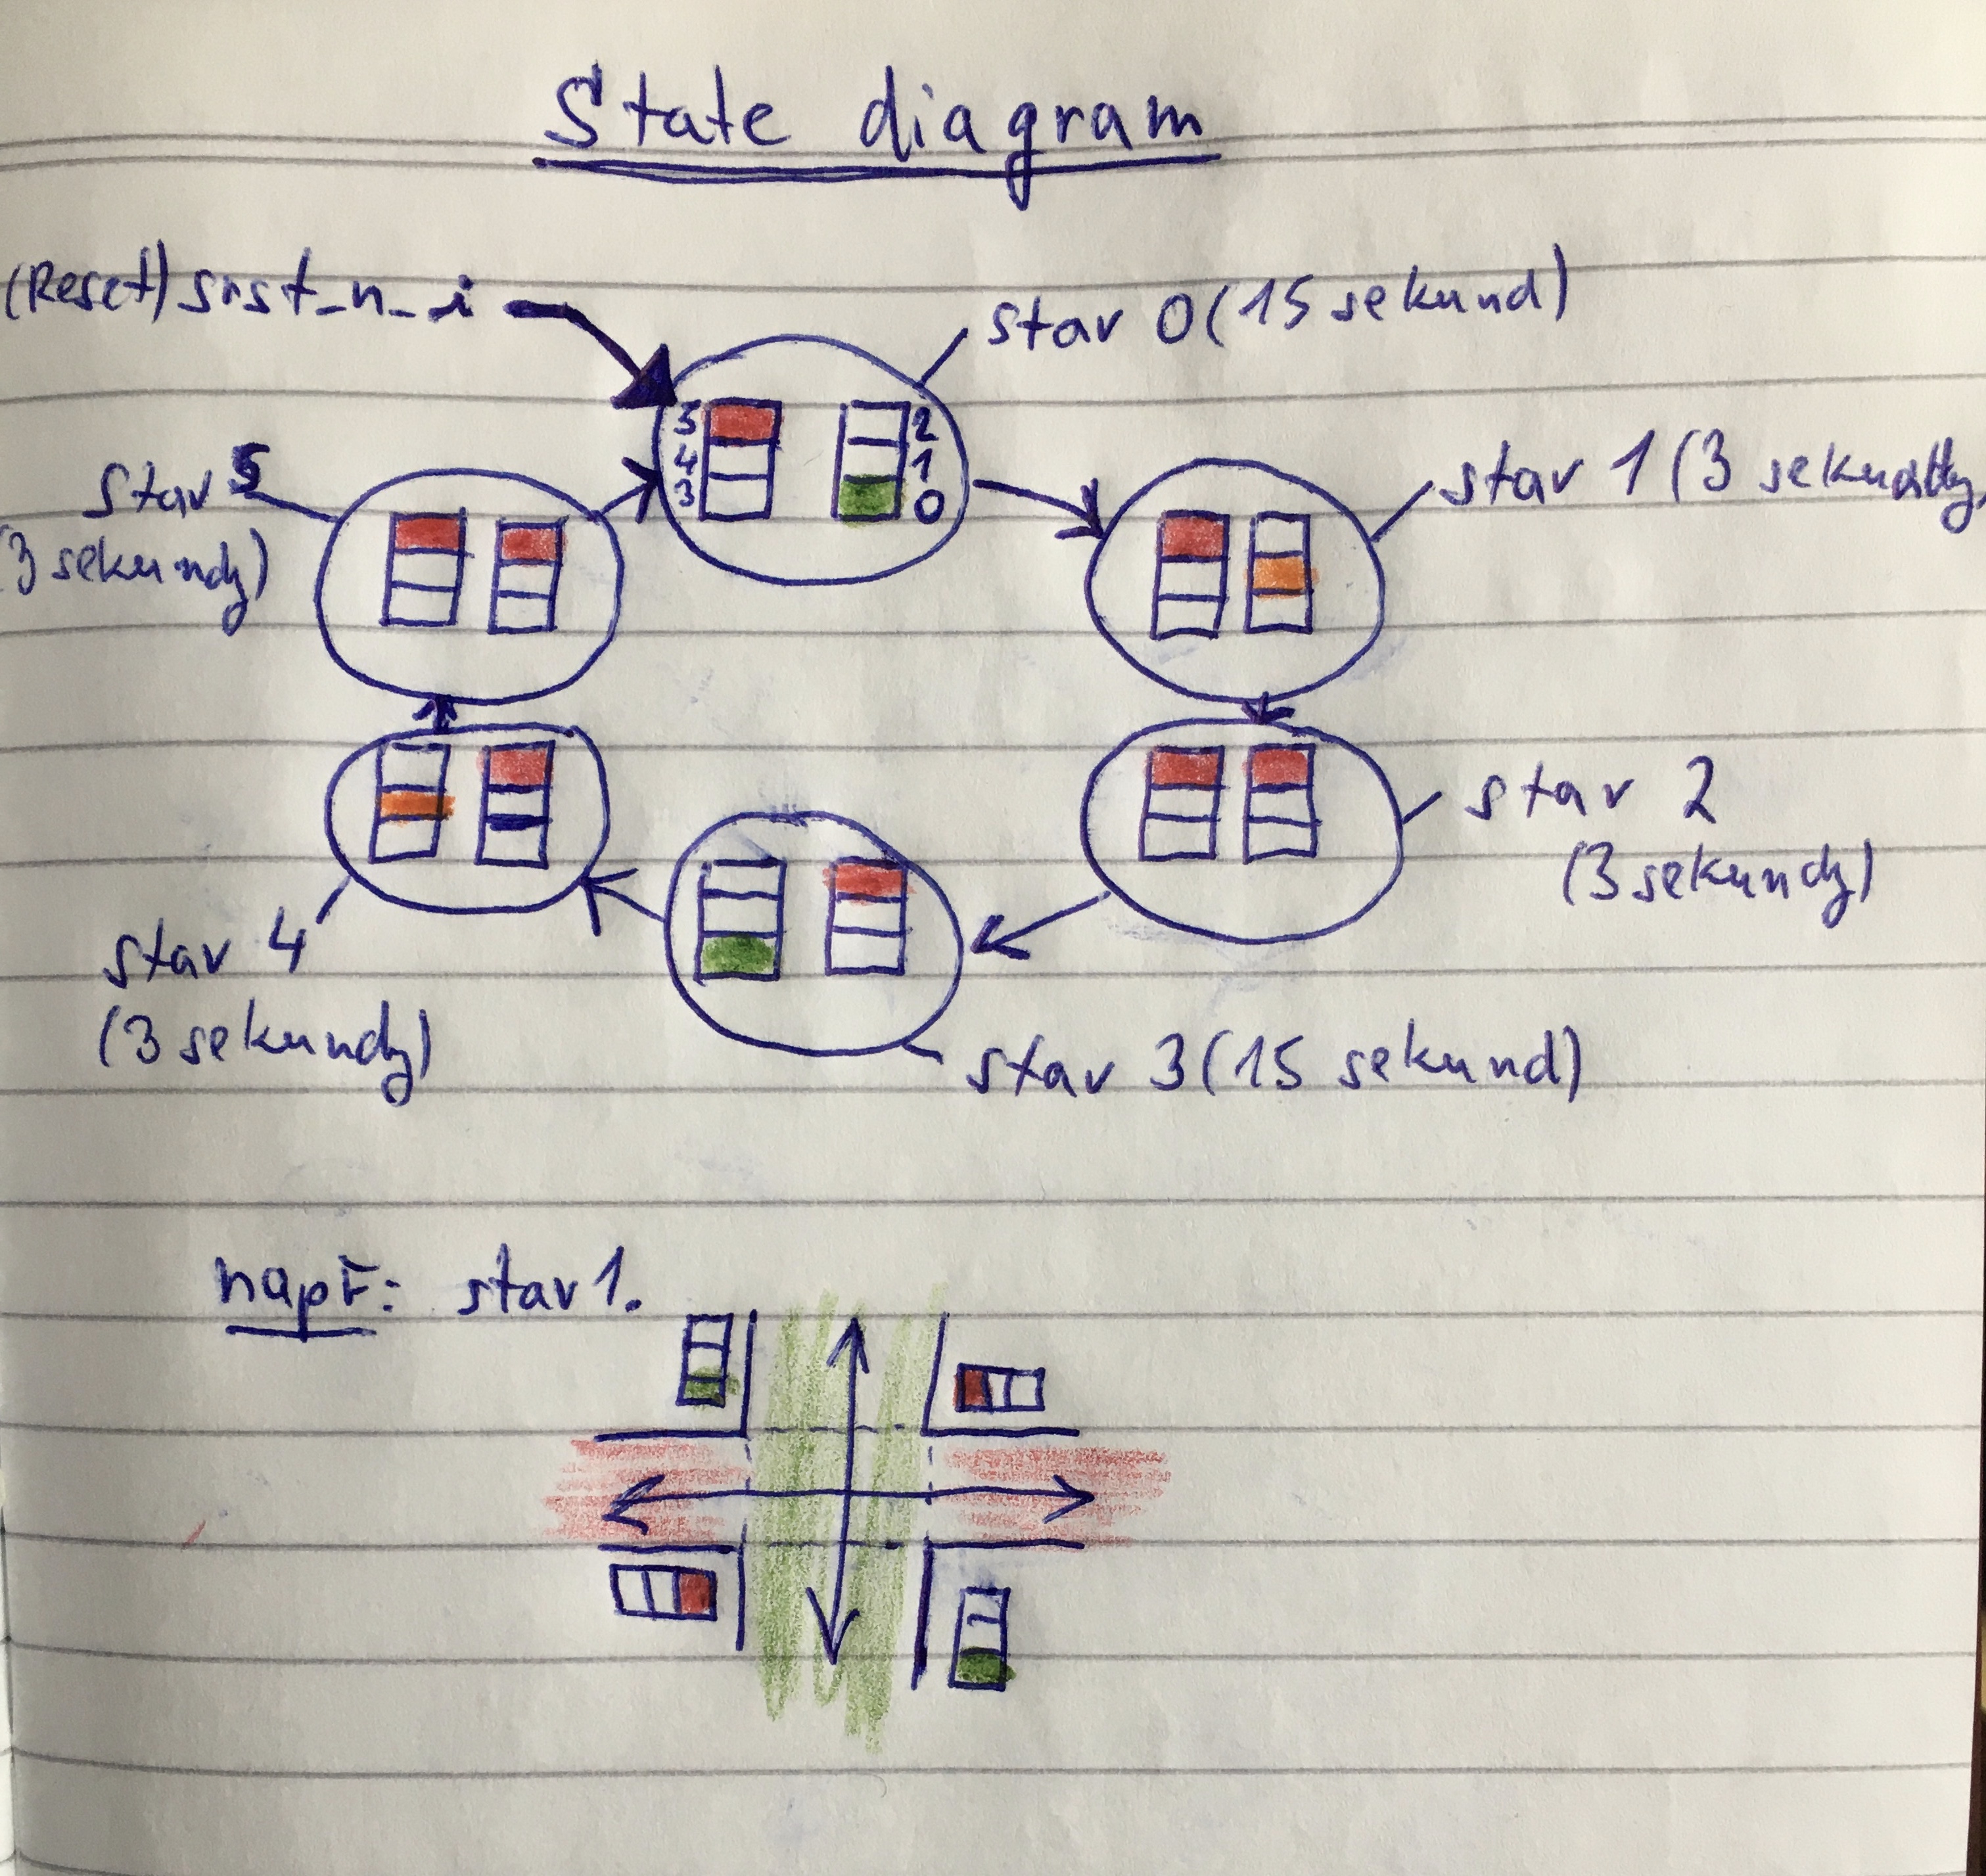 State diagram
(Reset) srst_n_i
stav 0 (15 sekund)
5
4
3
2
1
0
stav 5
(3 sekundy)
stav 1 (3 sekundy)
stav 2
(3 sekundy)
stav 4
(3 sekundy)
stav 3 (15 sekund)
např: stav 1.